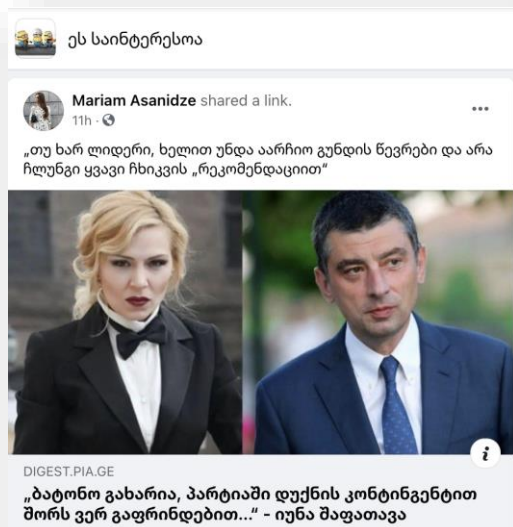 ეს საინტერესოა
Mariam Asanidze shared a link.
11h ·
„თუ ხარ ლიდერი, ხელით უნდა აარჩიო გუნდის წევრები და არა
ჩლუნგი ყვავი ჩხიკვის „რეკომენდაციით“
DIGEST.PIA.GE
„ბატონო გახარია, პარტიაში დუქნის კონტინგენტით
შორს ვერ გაფრინდებით...“ - იუნა შაფათავა